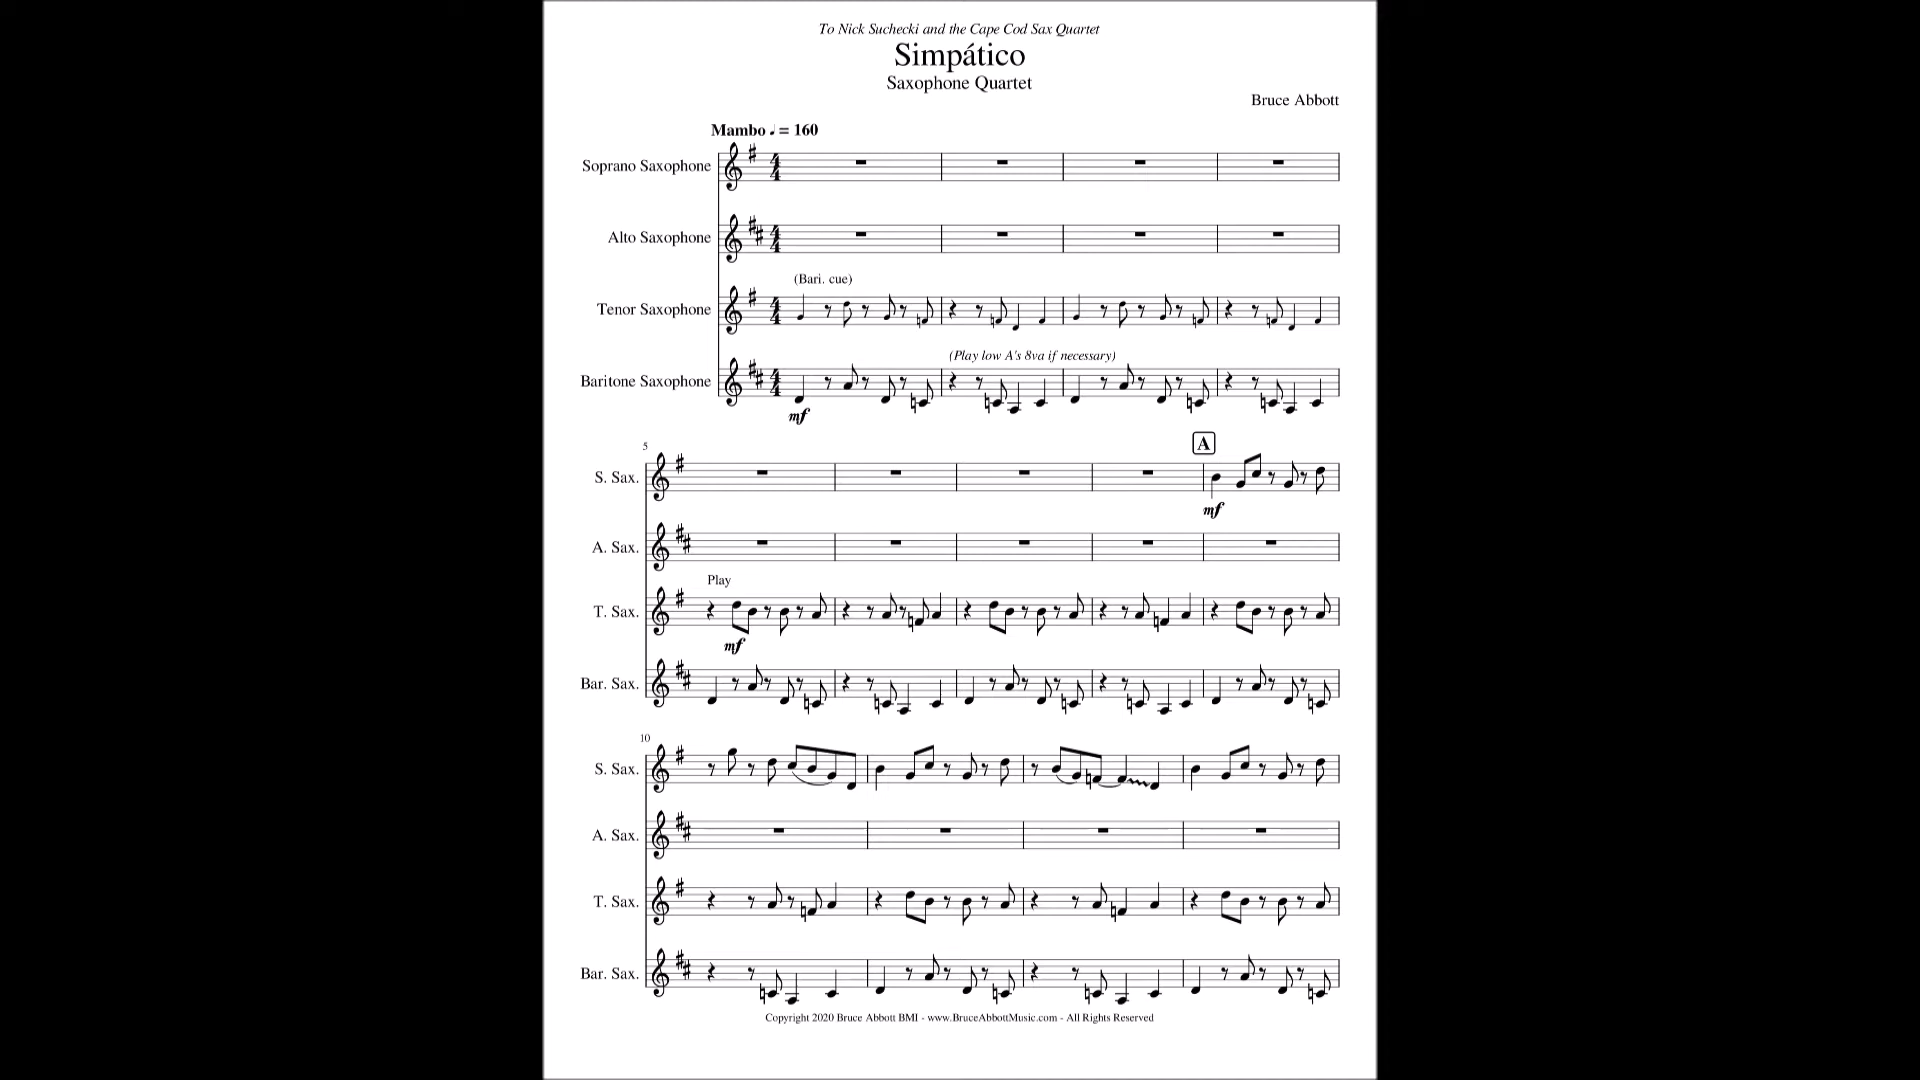 To Nick Suchecki and the Cape Cod Sax Quartet
Simpático
Saxophone Quartet
Bruce Abbott
Mambo ♩ = 160
Soprano Saxophone
Alto Saxophone
(Bari. cue)
Tenor Saxophone
(Play low A's 8va if necessary)
Baritone Saxophone
mf
A
5
S. Sax.
mf
A. Sax.
Play
T. Sax.
mf
Bar. Sax.
10
S. Sax.
A. Sax.
T. Sax.
Bar. Sax.
Copyright 2020 Bruce Abbott BMI - www.BruceAbbottMusic.com - All Rights Reserved